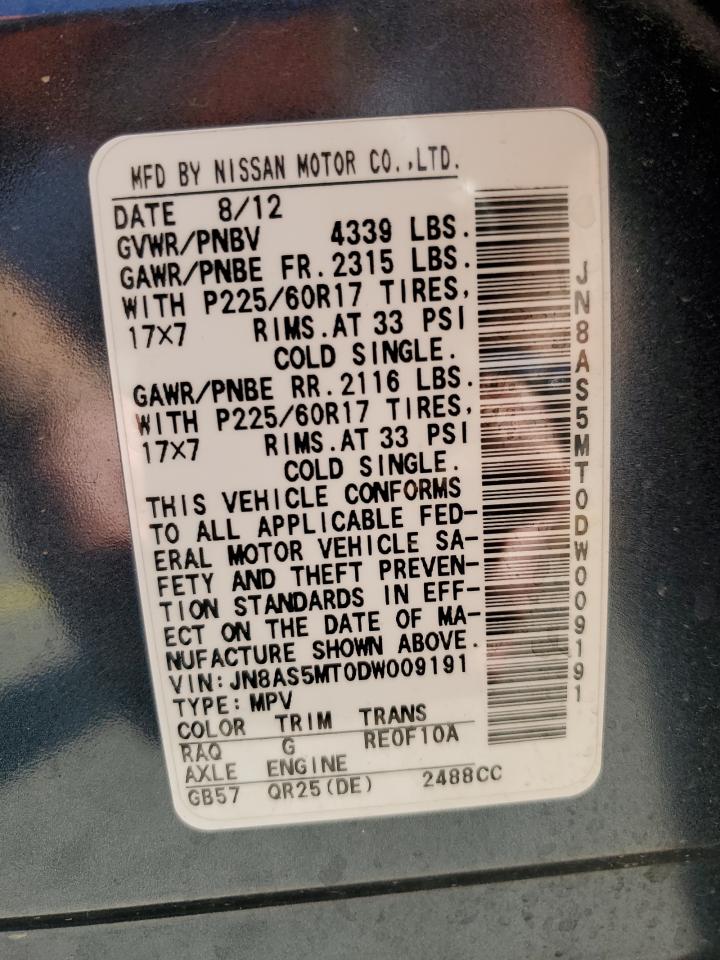 MFD BY NISSAN MOTOR CO.,LTD.
DATE 8/12
GVWR/PNBV 4339 LBS.
GAWR/PNBE FR.2315 LBS.
WITH P225/60R17 TIRES,
17X7 RIMS.AT 33 PSI
COLD SINGLE.
GAWR/PNBE RR.2116 LBS.
WITH P225/60R17 TIRES,
17X7 RIMS.AT 33 PSI
COLD SINGLE.
THIS VEHICLE CONFORMS
TO ALL APPLICABLE FED-
ERAL MOTOR VEHICLE SA-
FETY AND THEFT PREVEN-
TION STANDARDS IN EFF-
ECT ON THE DATE OF MA-
NUFACTURE SHOWN ABOVE.
VIN:JN8AS5MT0DW009191
TYPE:MPV
COLOR TRIM TRANS
RAQ G RE0F10A
AXLE ENGINE
GB57 QR25(DE) 2488CC
JN8AS5MT0DW009191